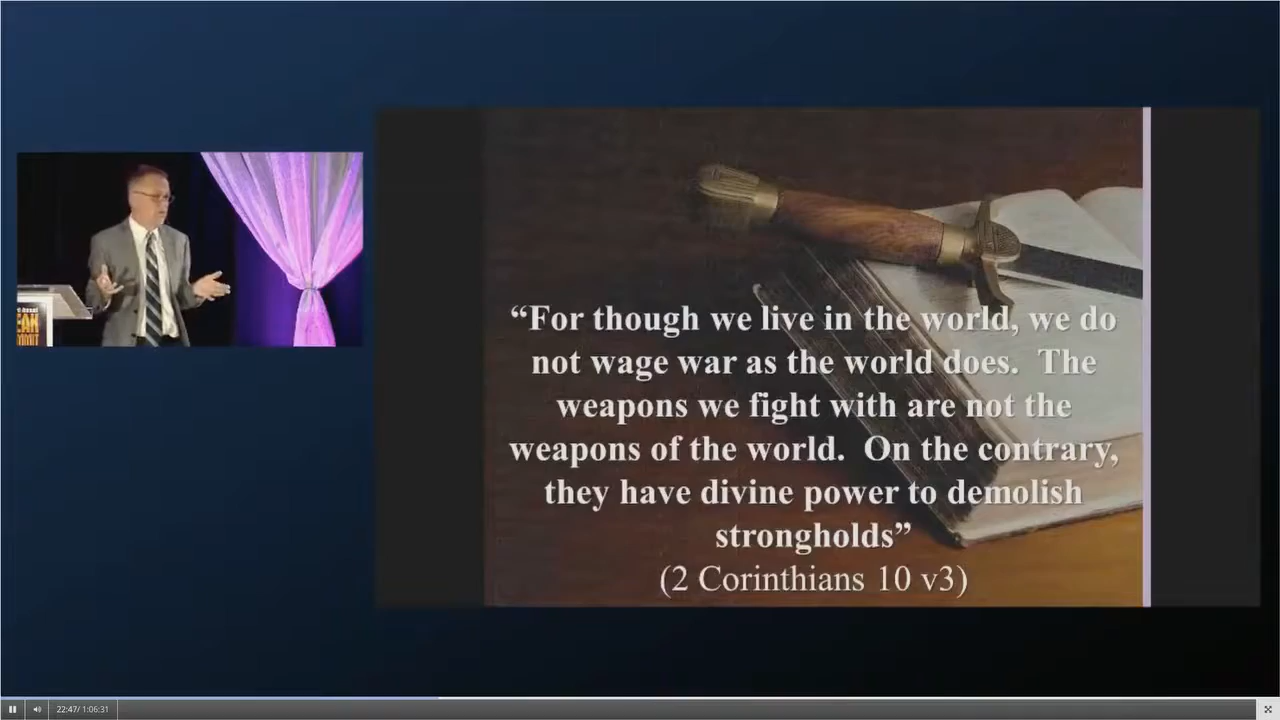 “For though we live in the world, we do
not wage war as the world does.  The
weapons we fight with are not the
weapons of the world.  On the contrary,
they have divine power to demolish
strongholds”
(2 Corinthians 10 v3)
22:47/ 1:06:31